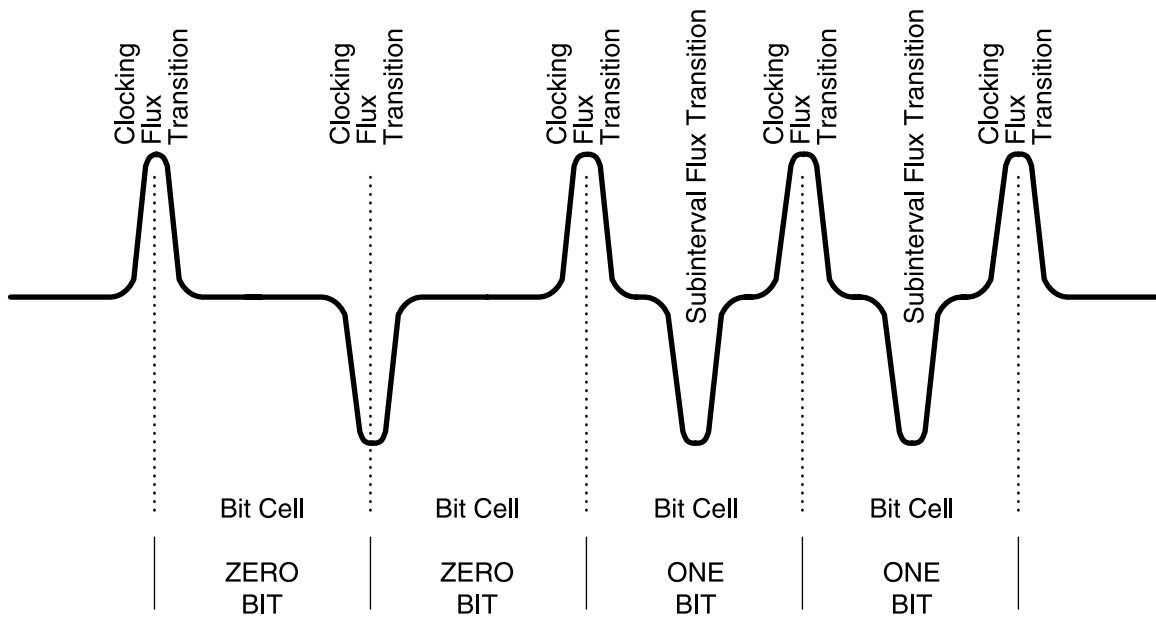 Clocking
Flux
Transition
Clocking
Flux
Transition
Clocking
Flux
Transition
Subinterval Flux Transition
Clocking
Flux
Transition
Subinterval Flux Transition
Clocking
Flux
Transition
Bit Cell
Bit Cell
Bit Cell
Bit Cell
ZERO
BIT
ZERO
BIT
ONE
BIT
ONE
BIT